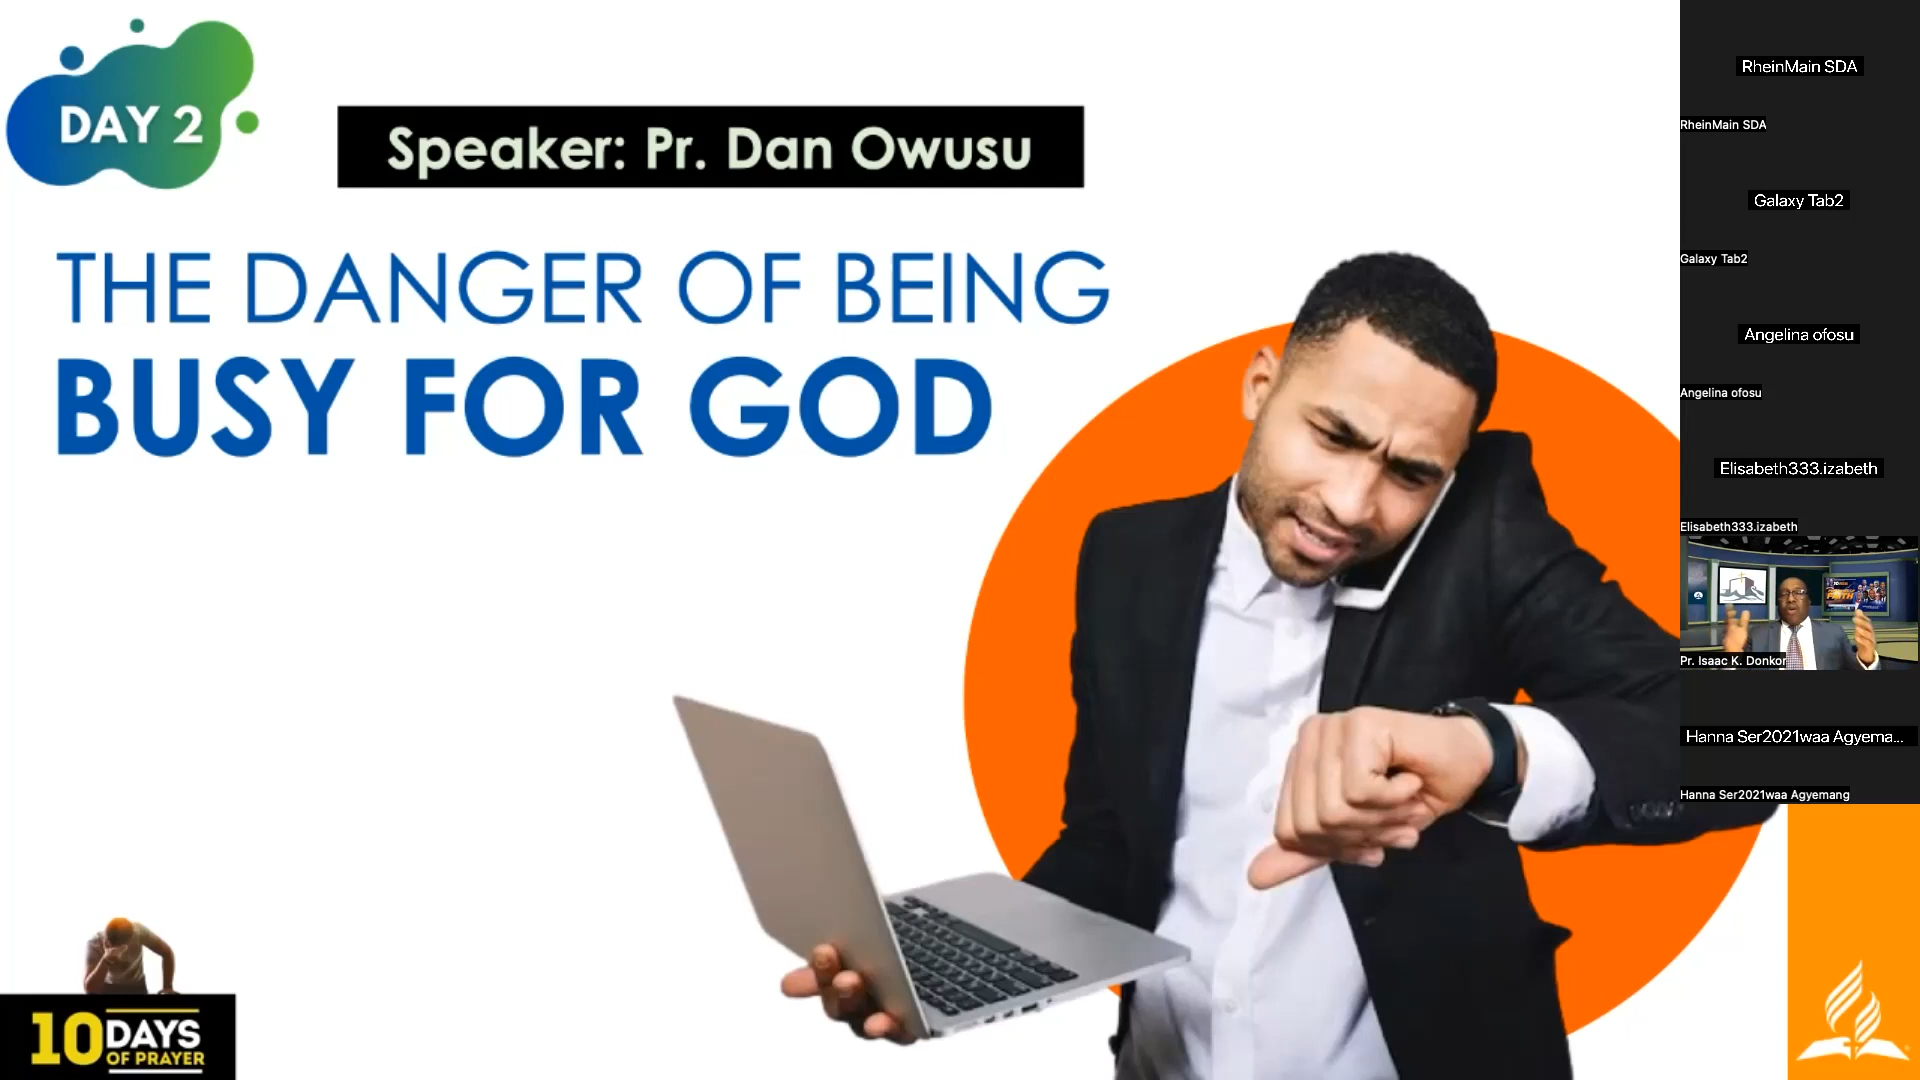 DAY 2
Speaker: Pr. Dan Owusu
THE DANGER OF BEING
BUSY FOR GOD
10 DAYS
OF PRAYER
RheinMain SDA
RheinMain SDA
Galaxy Tab2
Galaxy Tab2
Angelina ofosu
Angelina ofosu
Elisabeth333.izabeth
Elisabeth333.izabeth
Pr. Isaac K. Donkor
Hanna Ser2021waa Agyema...
Hanna Ser2021waa Agyemang